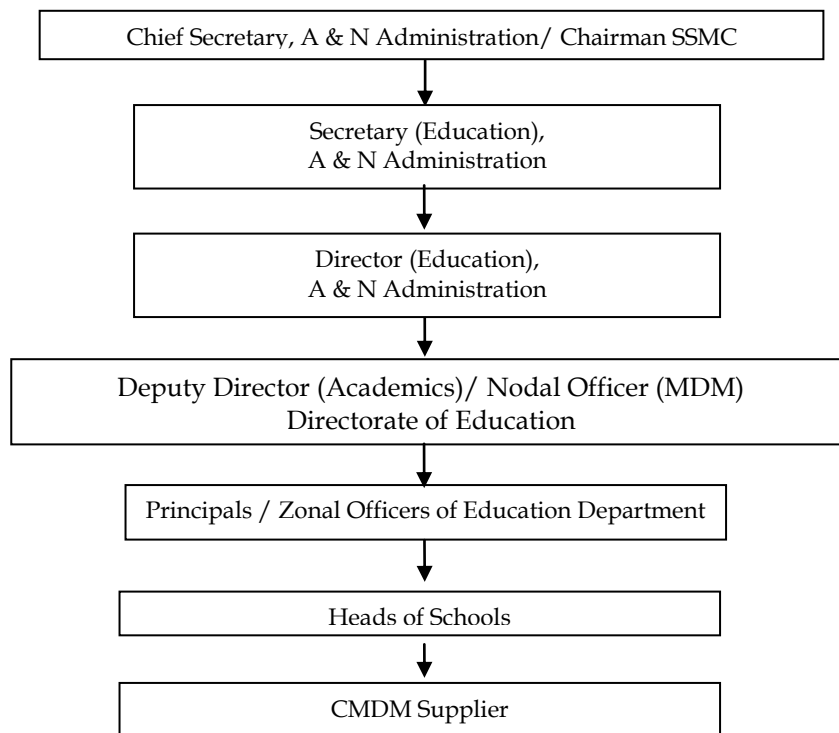 Chief Secretary, A & N Administration/ Chairman SSMC
Secretary (Education),
A & N Administration
Director (Education),
A & N Administration
Deputy Director (Academics)/ Nodal Officer (MDM)
Directorate of Education
Principals / Zonal Officers of Education Department
Heads of Schools
CMDM Supplier